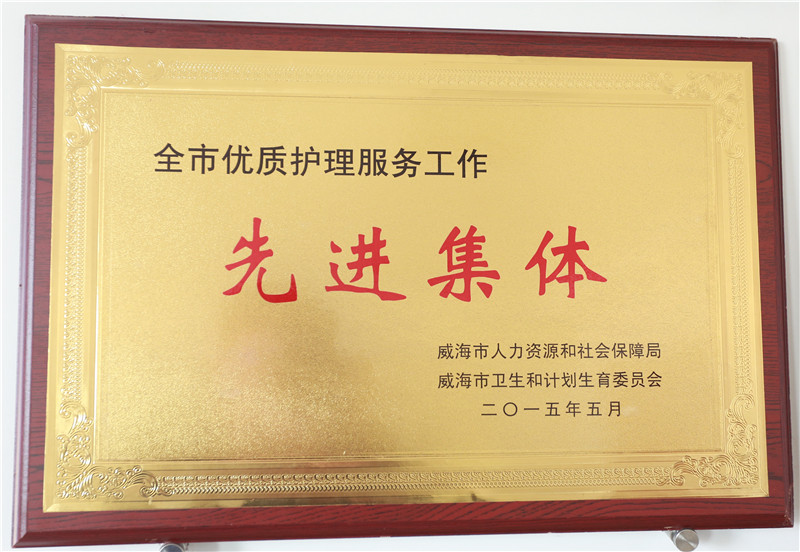 全市优质护理服务工作
先进集体
威海市人力资源和社会保障局
威海市卫生和计划生育委员会
二〇一五年五月